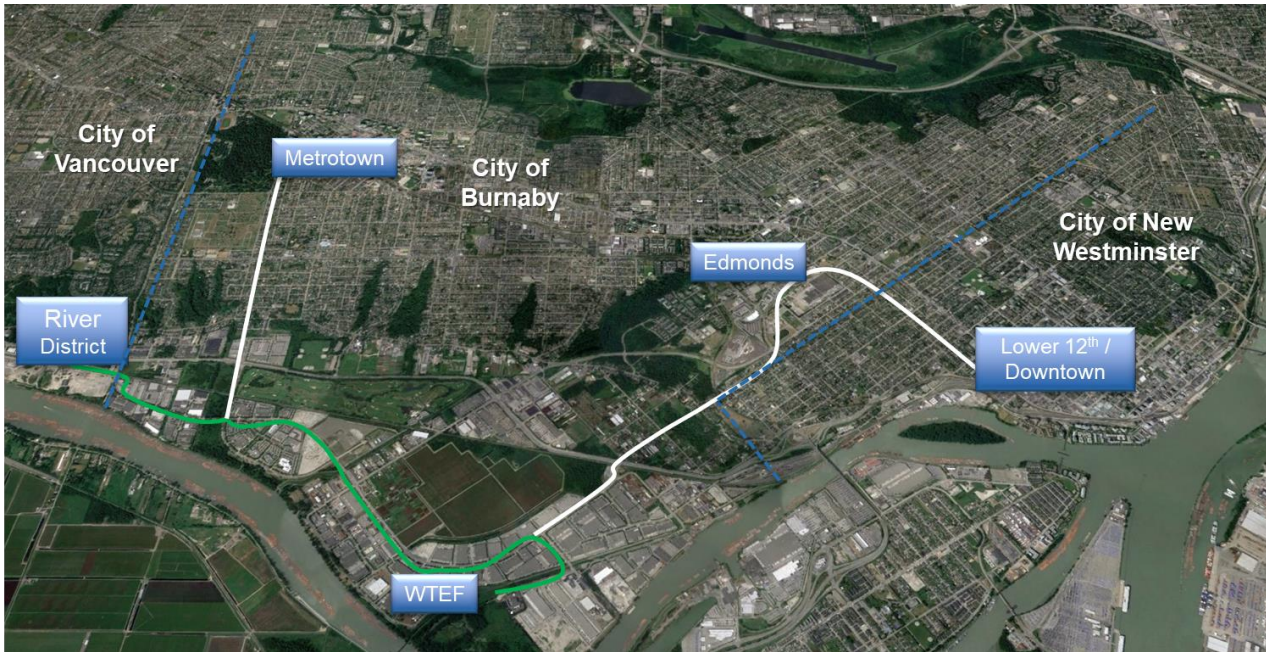 City of
Vancouver
Metrotown
City of
Burnaby
City of New
Westminster
Edmonds
River
District
Lower 12th /
Downtown
WTEF